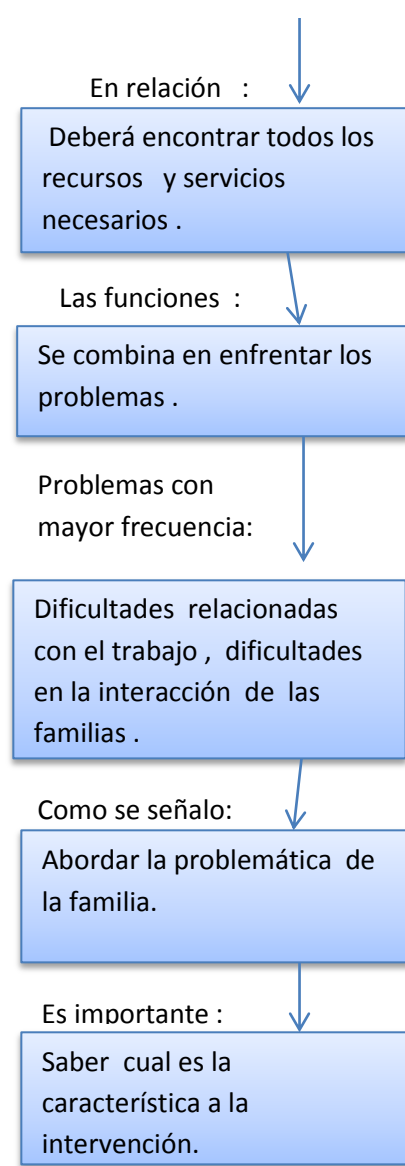 En relación :
Deberá encontrar todos los
recursos y servicios
necesarios .
Las funciones :
Se combina en enfrentar los
problemas .
Problemas con
mayor frecuencia:
Dificultades relacionadas
con el trabajo , dificultades
en la interacción de las
familias .
Como se señalo:
Abordar la problemática de
la familia.
Es importante :
Saber cual es la
característica a la
intervención.